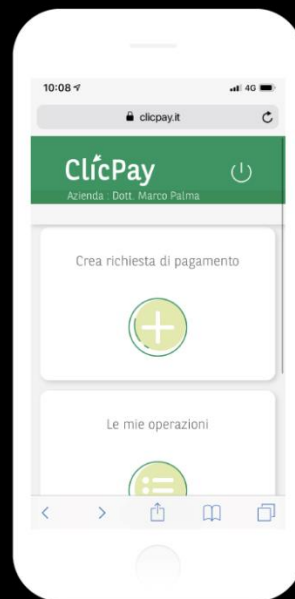 10:08 4G
clicpay.it
ClicPay
Azienda : Dott. Marco Palma
Crea richiesta di pagamento
Le mie operazioni